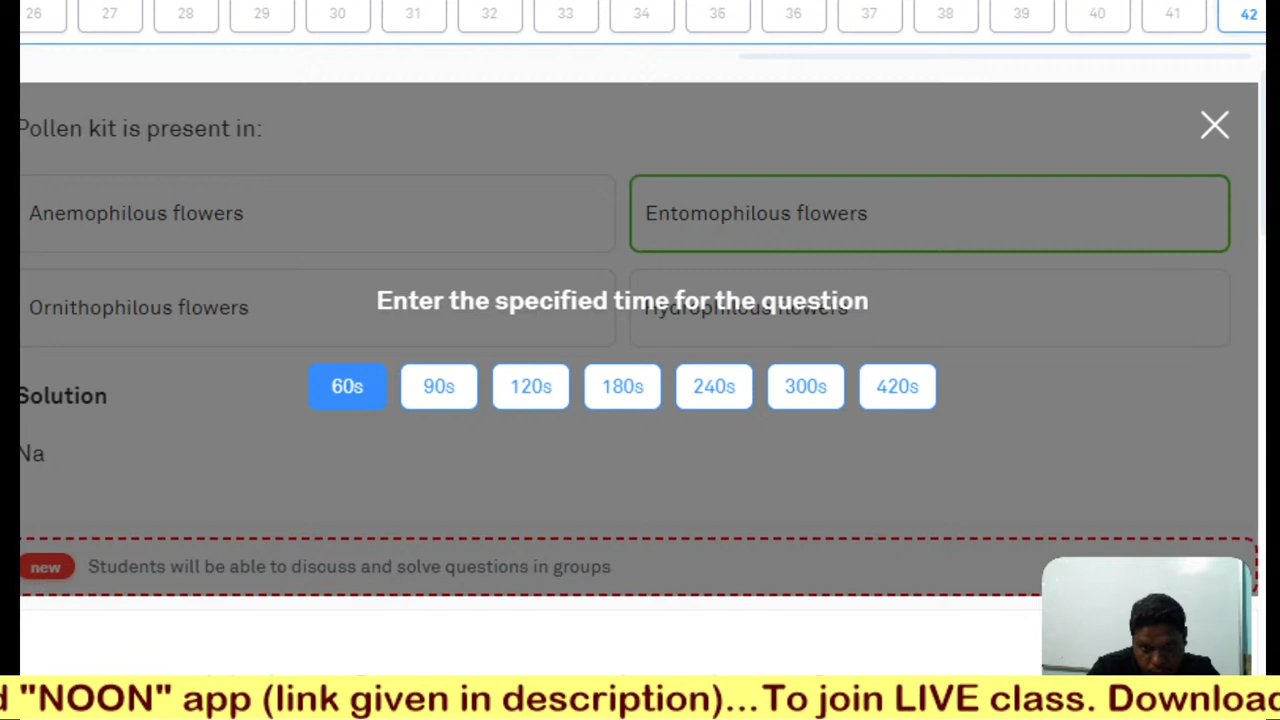 26 27 28 29 30 31 32 33 34 36 36 37 38 39 40 41 42
Pollen kit is present in:
Anemophilous flowers
Entomophilous flowers
Ornithophilous flowers
Hydrophilous flowers
Enter the specified time for the question
60s 90s 120s 180s 240s 300s 420s
Solution
Na
new Students will be able to discuss and solve questions in groups
d "NOON" app (link given in description)...To join LIVE class. Download